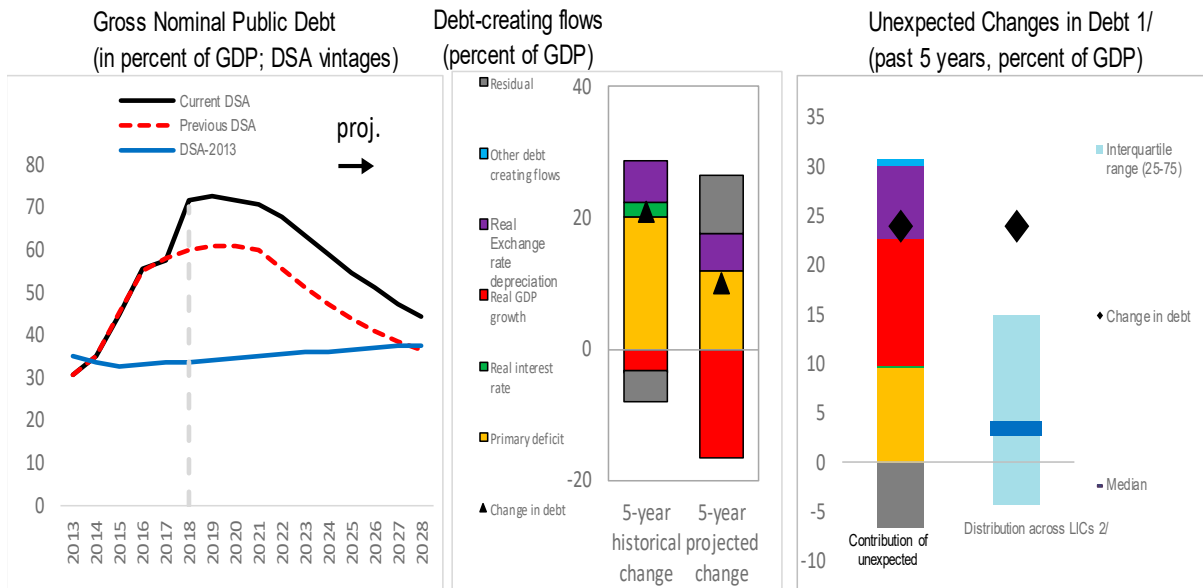 Gross Nominal Public Debt
(in percent of GDP; DSA vintages)
Current DSA
Previous DSA
DSA-2013
proj.
80
70
60
50
40
30
20
10
0
2013
2014
2015
2016
2017
2018
2019
2020
2021
2022
2023
2024
2025
2026
2027
2028
Debt-creating flows
(percent of GDP)
Residual
Other debt
creating flows
Real
Exchange rate
depreciation
Real GDP
growth
Real interest
rate
Primary deficit
Change in debt
40
20
0
-20
5-year
historical
change
5-year
projected
change
Unexpected Changes in Debt 1/
(past 5 years, percent of GDP)
35
30
25
20
15
10
5
0
-5
-10
Contribution of
unexpected
Distribution across LICs 2/
Interquartile
range (25-75)
Change in debt
Median